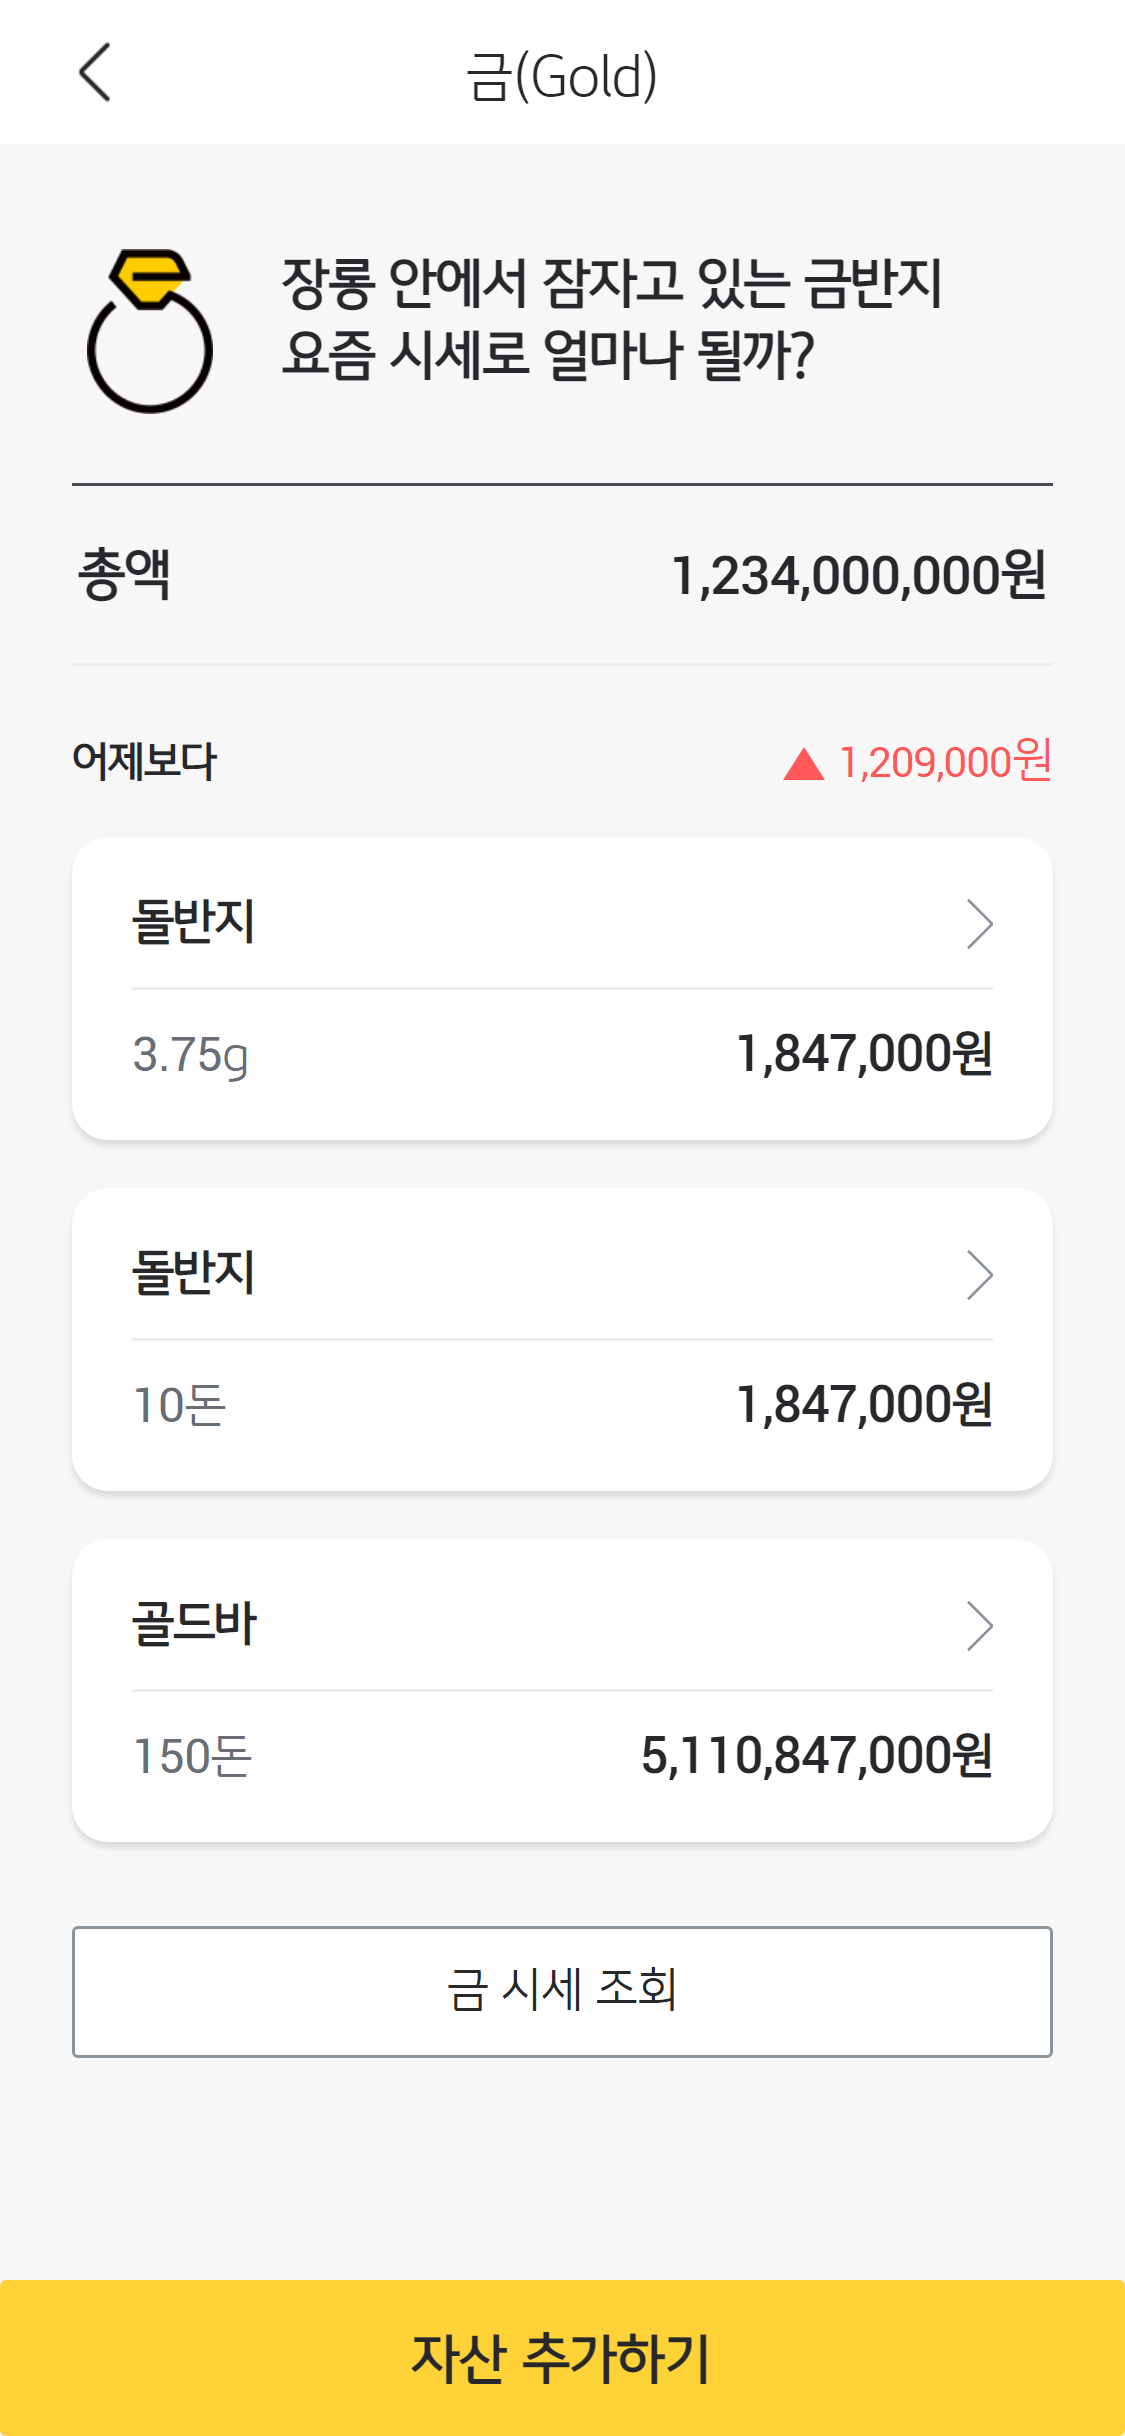 금(Gold)
장롱 안에서 잠자고 있는 금반지
요즘 시세로 얼마나 될까?
총액 1,234,000,000원
어제보다 ▲ 1,209,000원
돌반지
3.75g 1,847,000원
돌반지
10돈 1,847,000원
골드바
150돈 5,110,847,000원
금 시세 조회
자산 추가하기